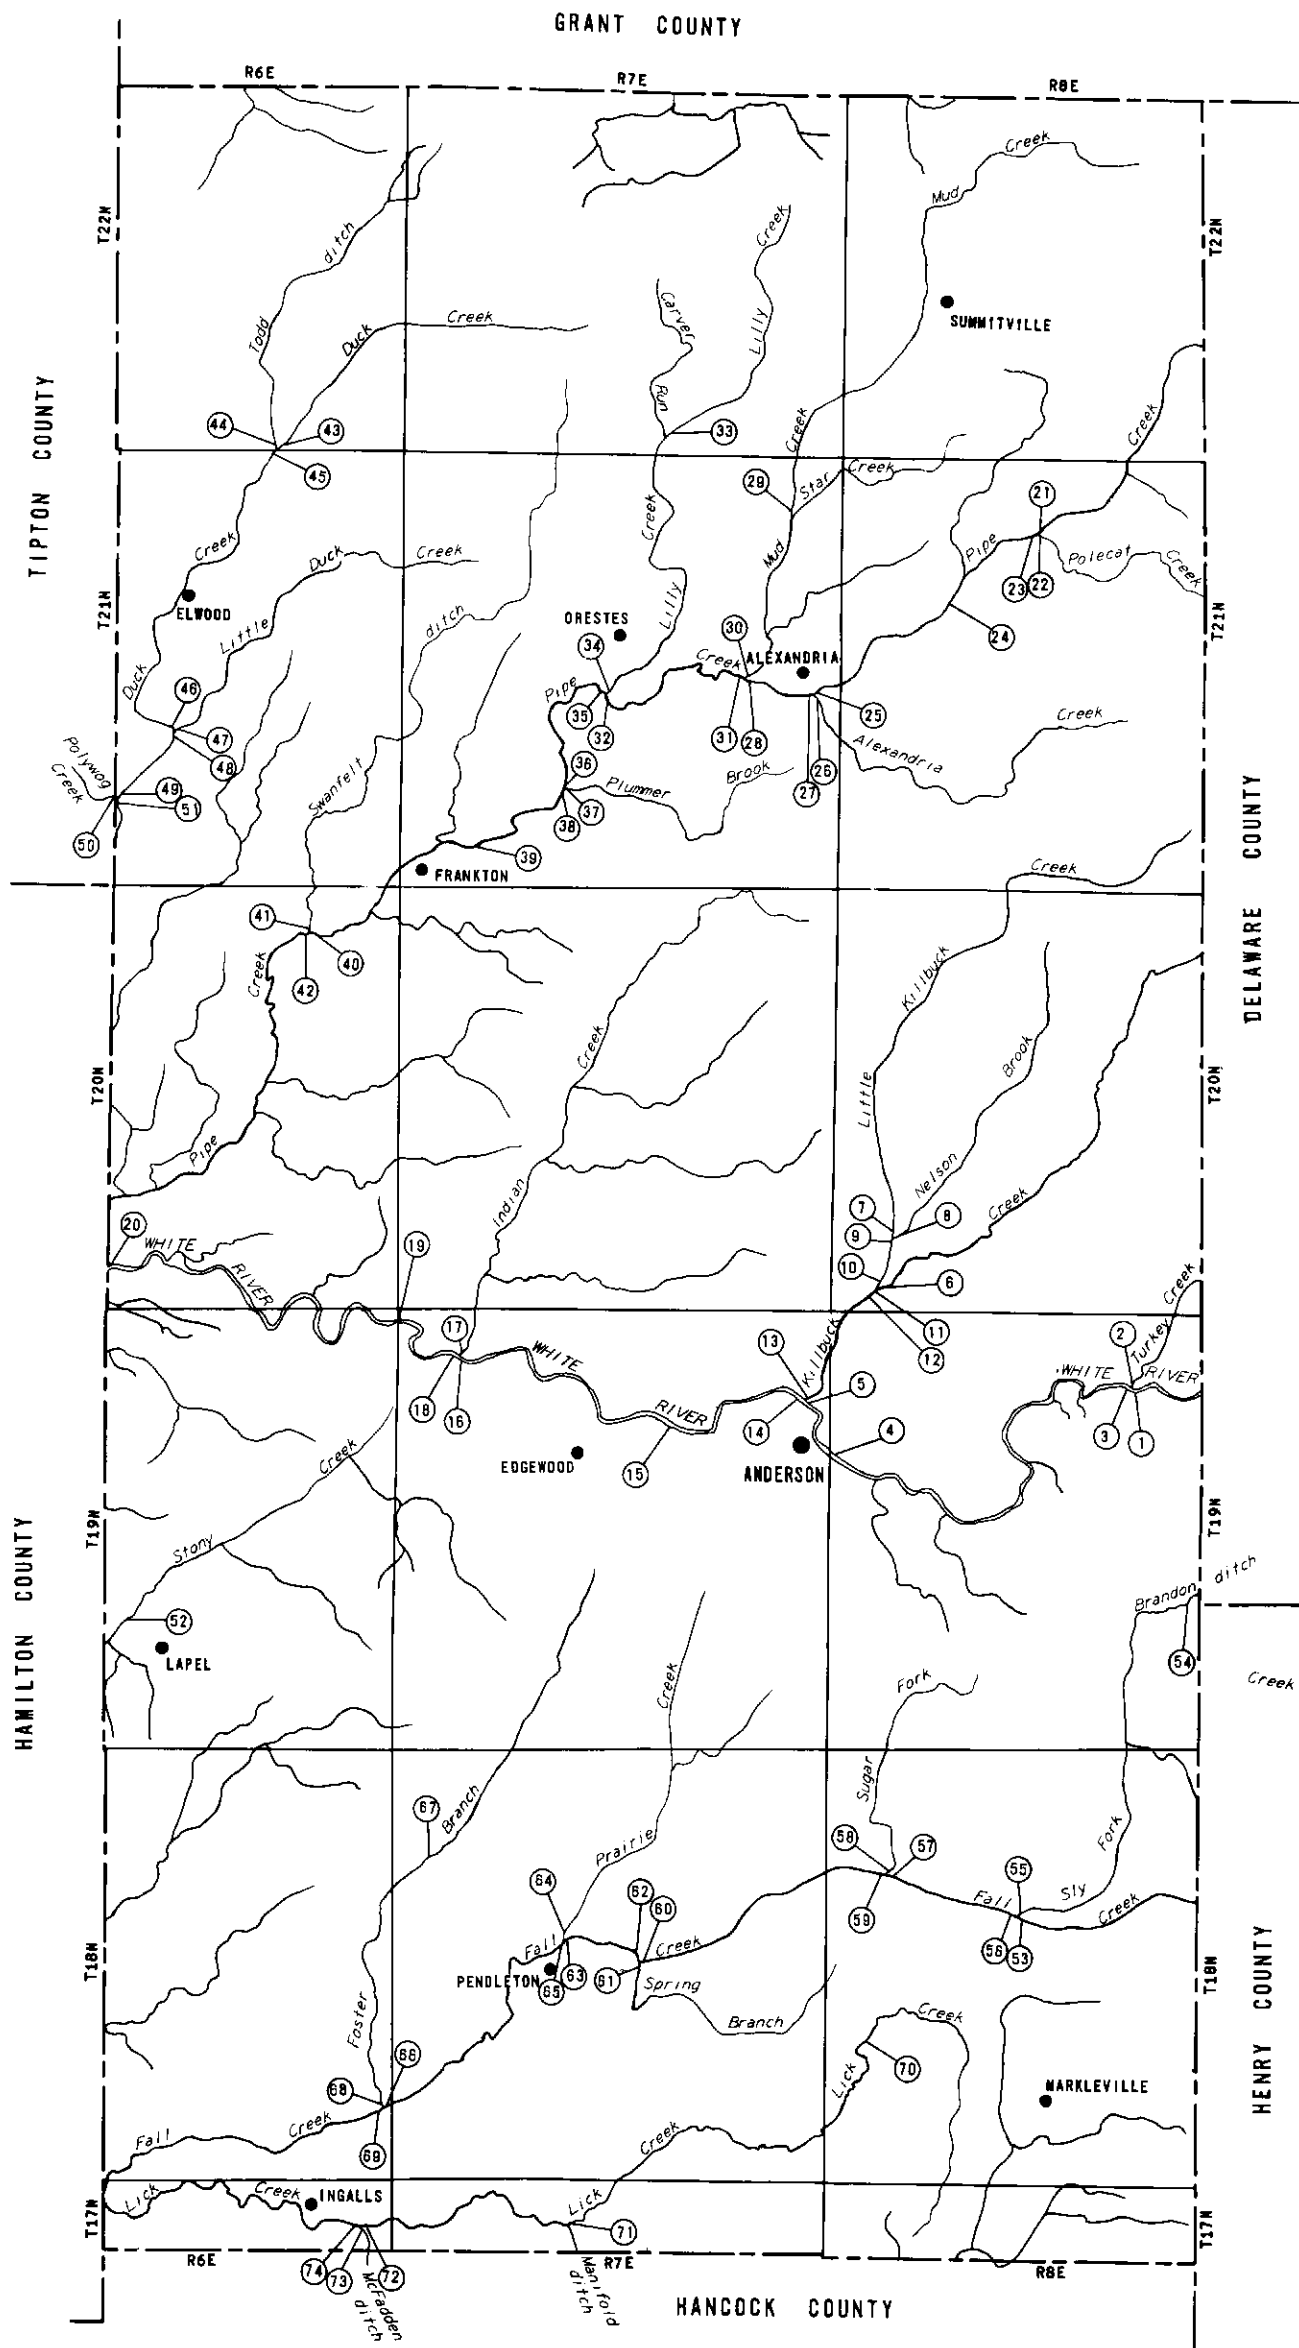 GRANT COUNTY
R6E
R7E
R8E
T22N
T22N
Todd ditch
Duck Creek
Carver Run
Lilly Creek
Mud Creek
SUMMITVILLE
TIPTON COUNTY
44
43
45
33
29
Creek
Star Creek
Creek
21
Pipe
Polecat Creek
23
22
24
T21N
T21N
Creek
Duck Creek
ELWOOD
Little
ditch
ORESTES
34
Creek
Lilly
Mud
30
ALEXANDRIA
Creek
Duck
46
47
48
Polywog Creek
49
51
50
Swanfelt
Pipe
35
32
31
28
25
26
27
Alexandria Creek
36
37
38
Plummer Brook
39
FRANKTON
DELAWARE COUNTY
41
40
42
Creek
Little Killbuck Creek
Nelson Brook
Indian Creek
T20N
T20N
Pipe
7
8
9
10
6
Creek
11
12
20
WHITE RIVER
19
17
18
16
WHITE RIVER
13
Killbuck
5
14
4
15
EDGEWOOD
ANDERSON
2
Turkey Creek
WHITE RIVER
3
1
T19N
T19N
HAMILTON COUNTY
Stony Creek
52
LAPEL
Brandon ditch
54
Creek
Fork
Sugar
Prairie Creek
67
Branch
58
57
59
55
Fall
Sly Fork
Creek
56
53
64
62
60
Fall
Creek
PENDLETON
65
63
61
Spring Branch
T18N
T18N
Foster
66
68
69
Creek
70
Lick
MARKLEVILLE
HENRY COUNTY
Fall Creek
Creek
Lick Creek
INGALLS
Lick
71
T17N
T17N
R6E
R7E
R8E
74
73
72
McFadden ditch
Manifold ditch
HANCOCK COUNTY